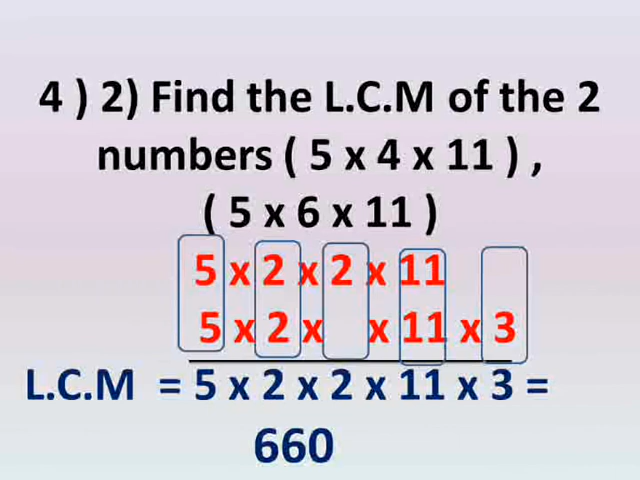 4 ) 2) Find the L.C.M of the 2
numbers ( 5 x 4 x 11 ) ,
( 5 x 6 x 11 )
5 x 2 x 2 x 11
5 x 2 x x 11 x 3
L.C.M = 5 x 2 x 2 x 11 x 3 =
660